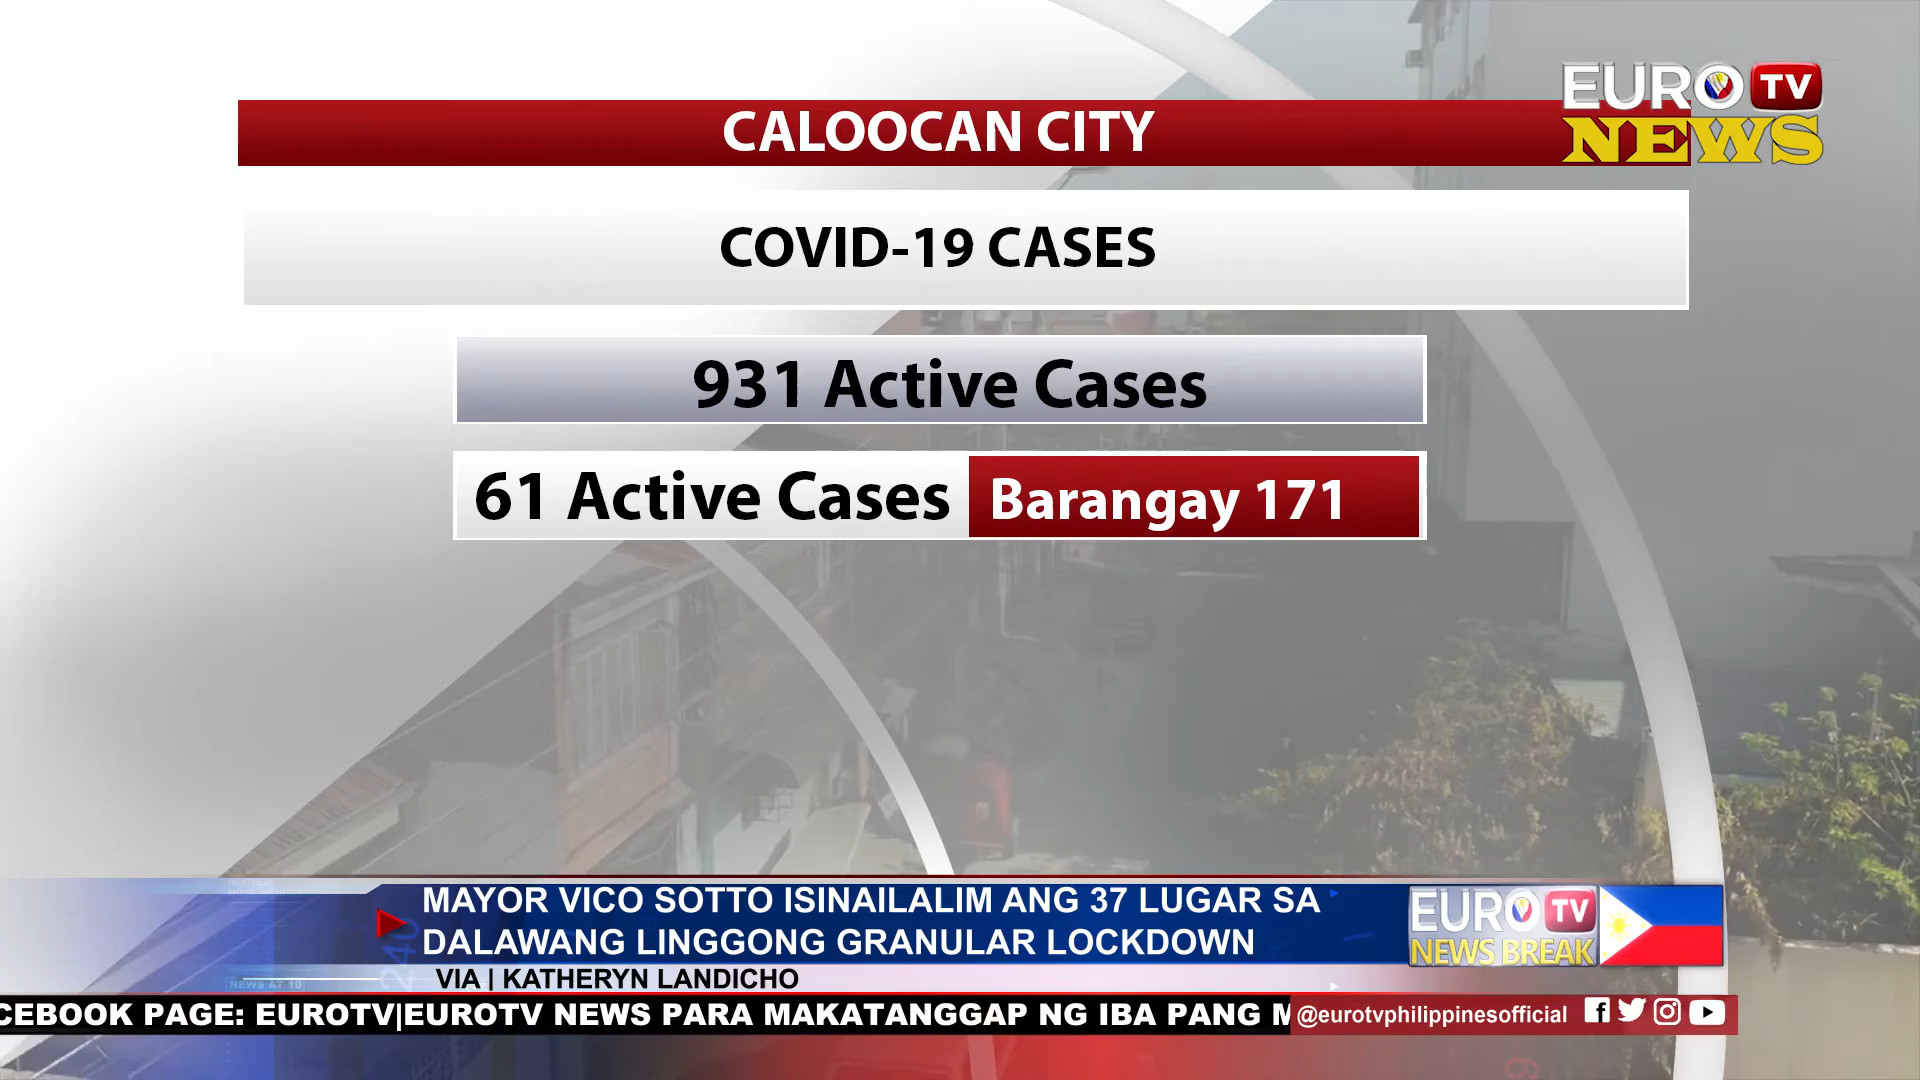 EURO TV
NEWS
CALOOCAN CITY
COVID-19 CASES
931 Active Cases
61 Active Cases Barangay 171
MAYOR VICO SOTTO ISINAILALIM ANG 37 LUGAR SA
DALAWANG LINGGONG GRANULAR LOCKDOWN
VIA | KATHERYN LANDICHO
EURO TV
NEWS BREAK
CEBOOK PAGE: EUROTV|EUROTV NEWS PARA MAKATANGGAP NG IBA PANG M
@eurotvphilippinesofficial